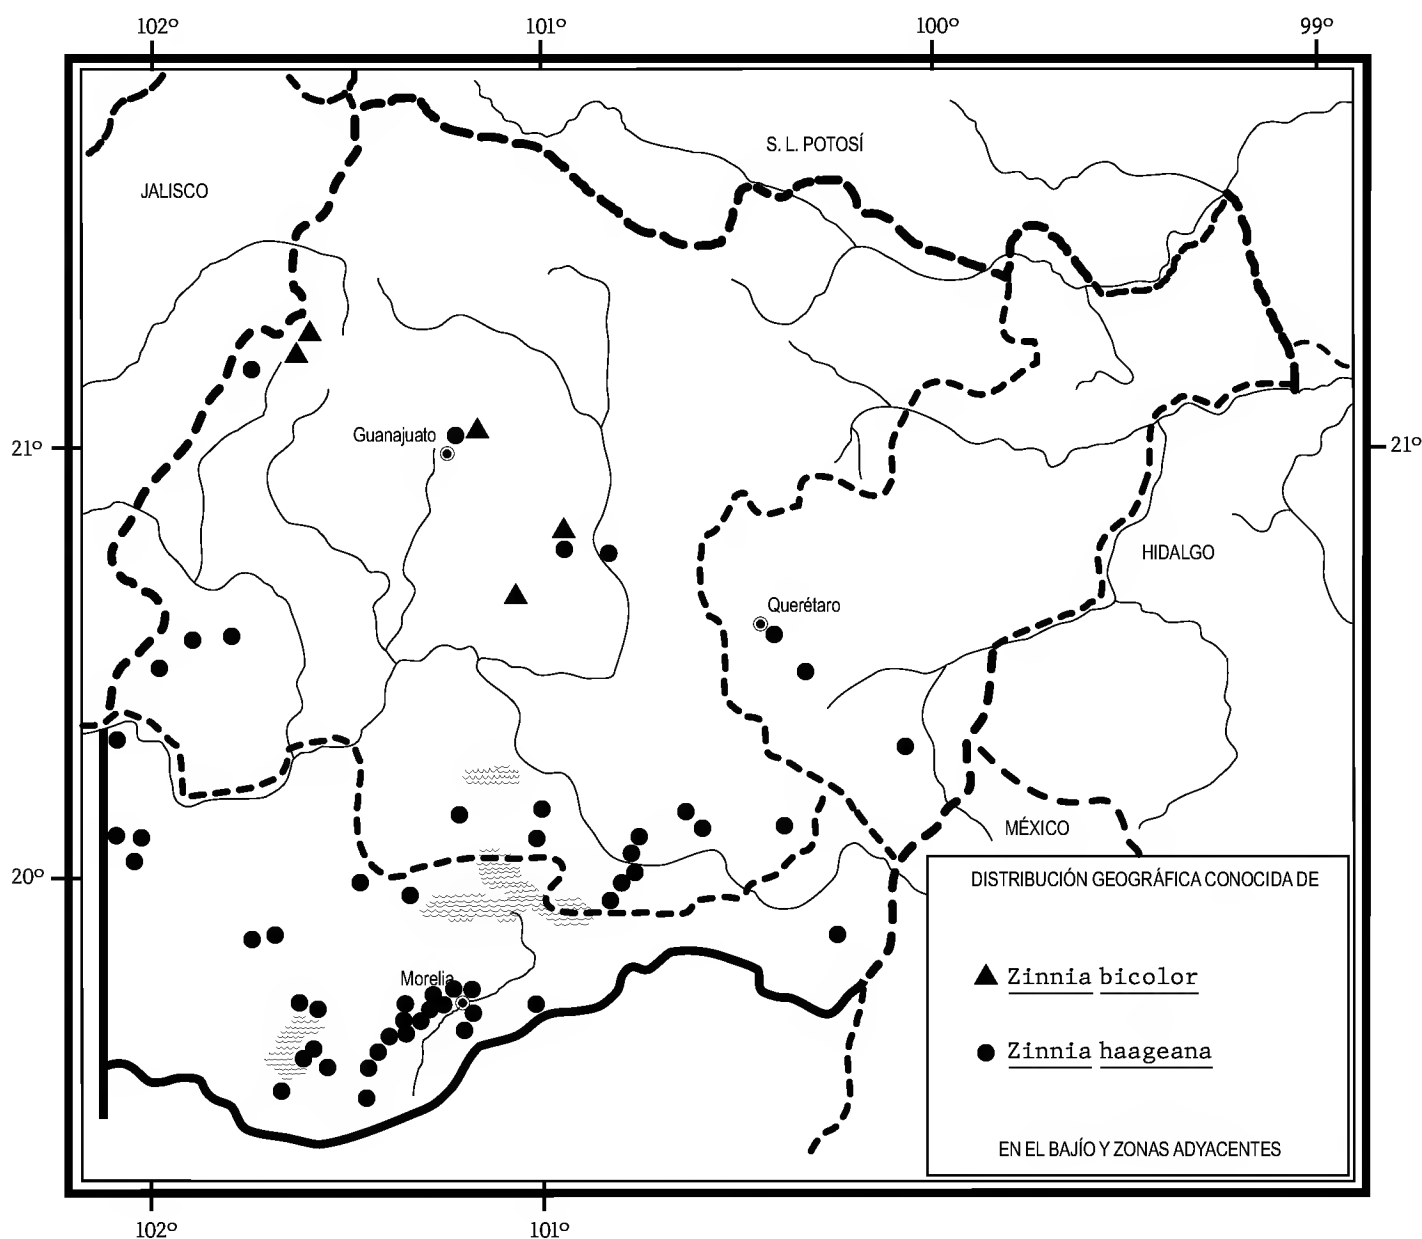 102º 101º 100º 99º
S. L. POTOSÍ
JALISCO
Guanajuato
21º
21º
HIDALGO
Querétaro
MÉXICO
20º
DISTRIBUCIÓN GEOGRÁFICA CONOCIDA DE
Zinnia bicolor
Morelia
Zinnia haageana
EN EL BAJÍO Y ZONAS ADYACENTES
102º 101º